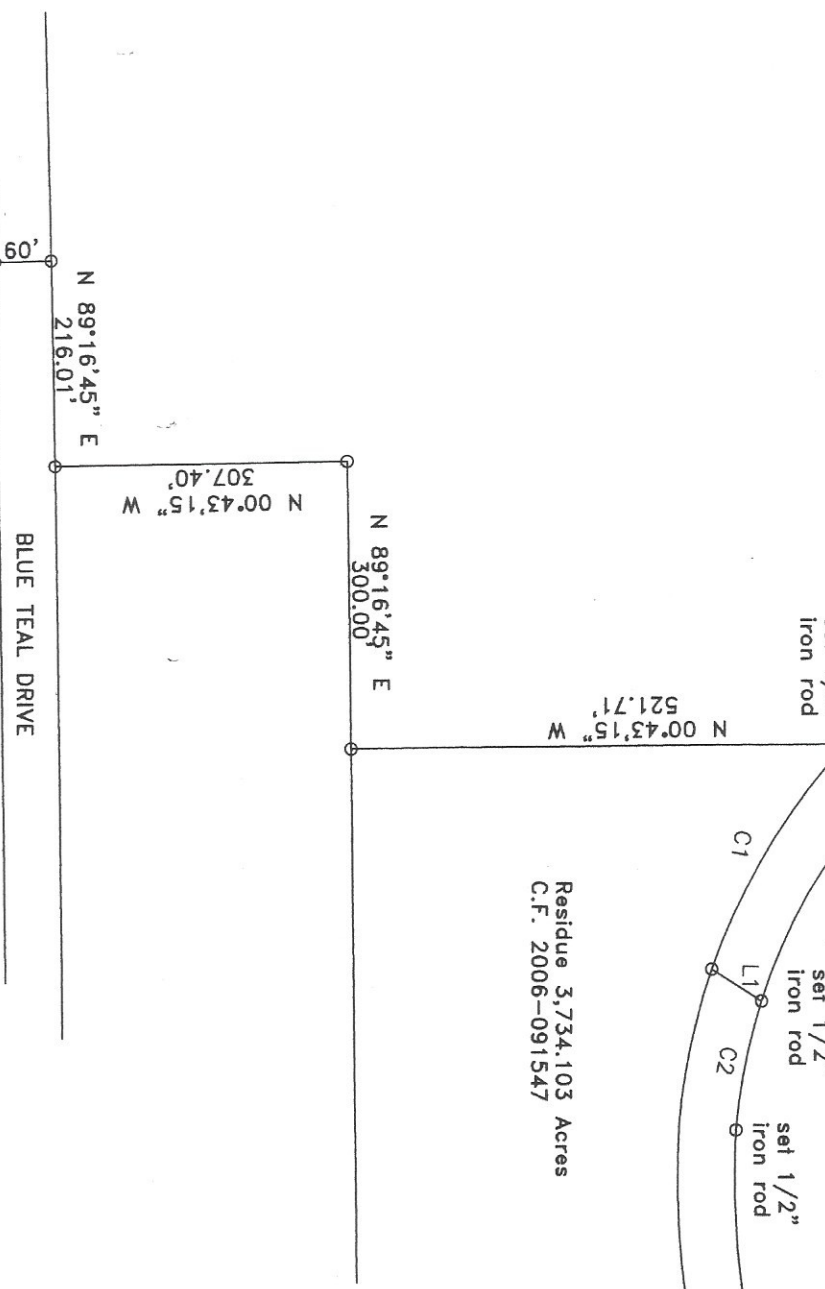 iron rod
set 1/2
iron rod
set 1/2"
iron rod
C1
L1
C2
N 00°43'15" W
521.71'
Residue 3,734.103 Acres
C.F. 2006-091547
N 89°16'45" E
300.00'
N 00°43'15" W
307.40'
N 89°16'45" E
216.01'
60'
BLUE TEAL DRIVE